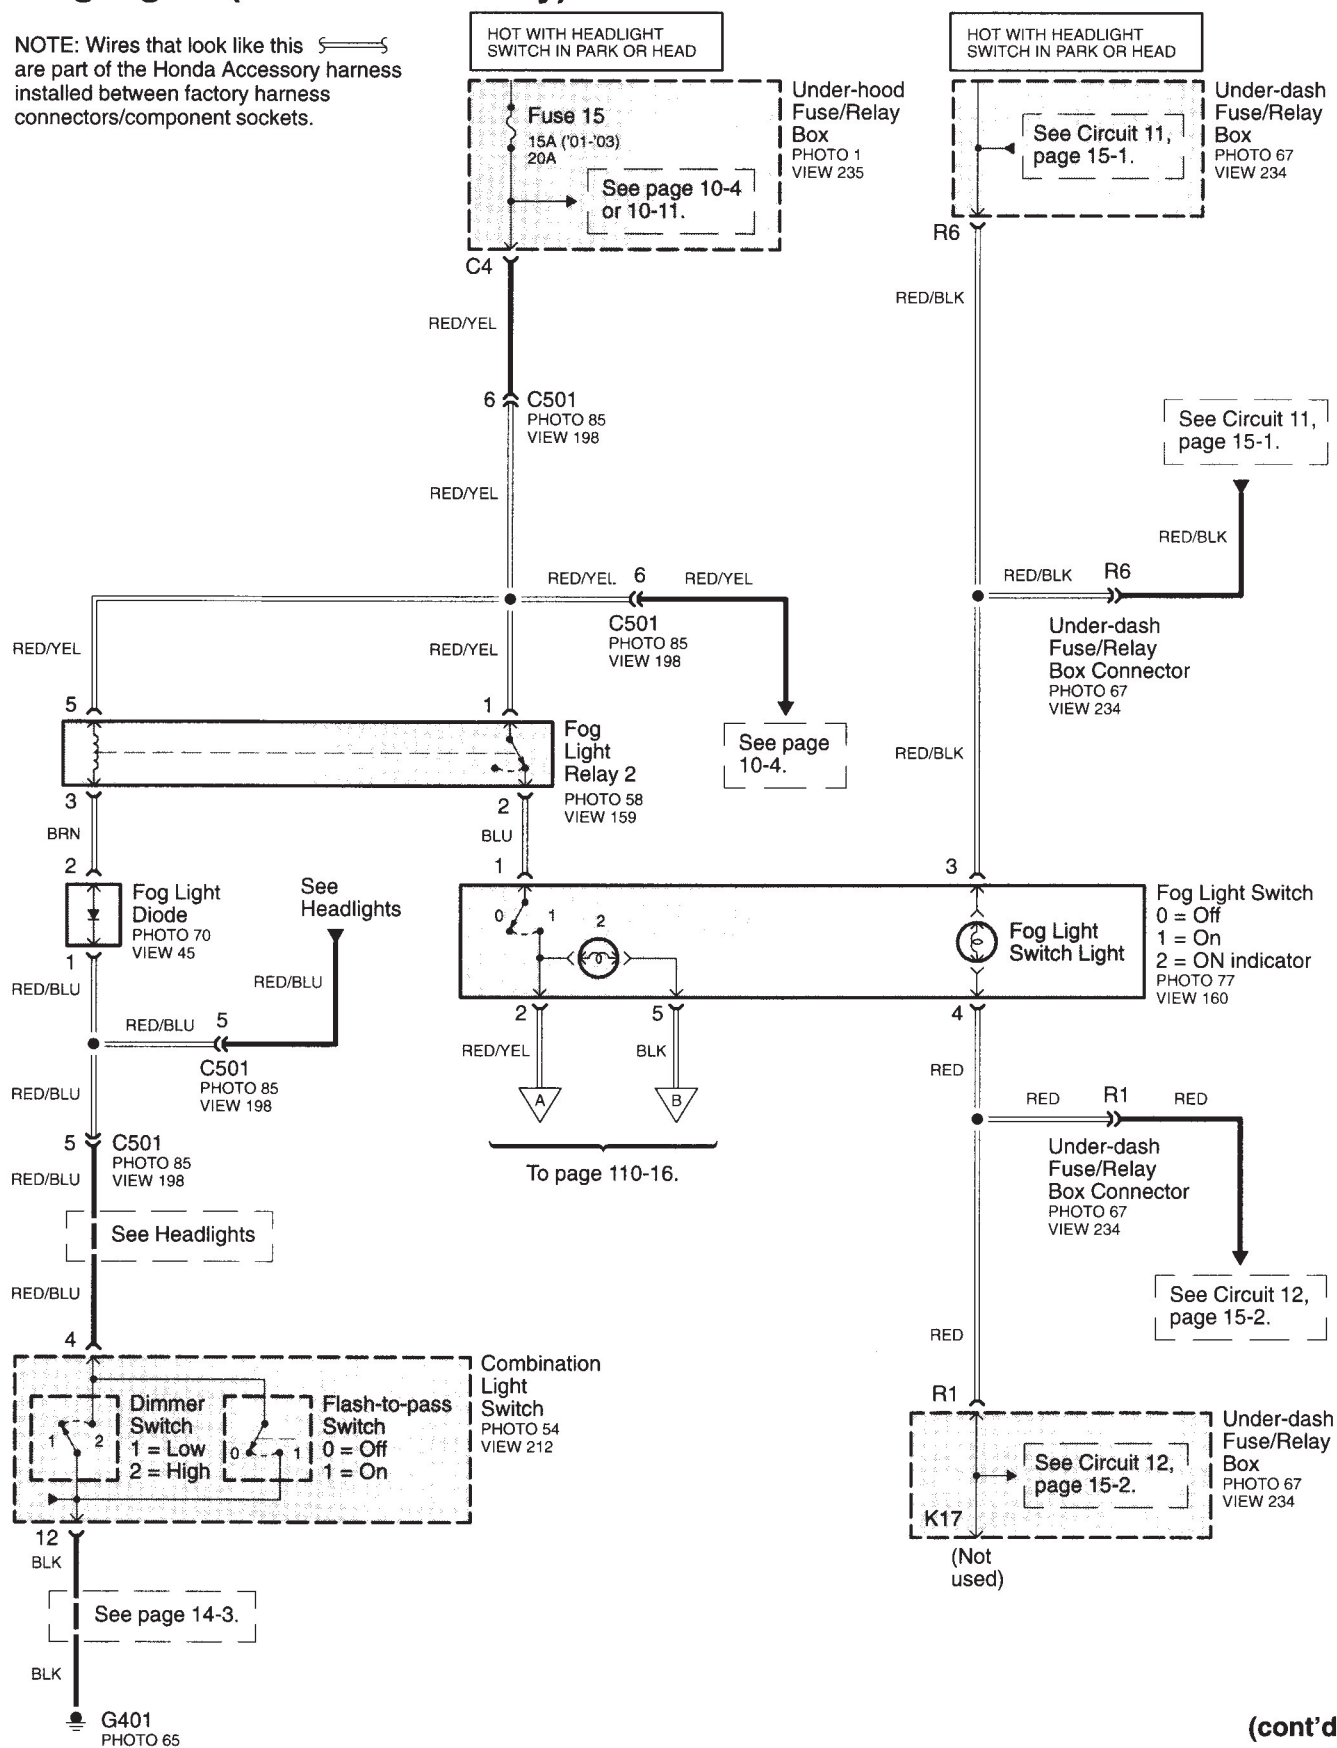 NOTE: Wires that look like this
are part of the Honda Accessory harness
installed between factory harness
connectors/component sockets.
HOT WITH HEADLIGHT
SWITCH IN PARK OR HEAD
Fuse 15
15A ('01-'03)
20A
See page 10-4
or 10-11.
Under-hood
Fuse/Relay
Box
PHOTO 1
VIEW 235
C4
RED/YEL
6
C501
PHOTO 85
VIEW 198
RED/YEL
HOT WITH HEADLIGHT
SWITCH IN PARK OR HEAD
See Circuit 11,
page 15-1.
Under-dash
Fuse/Relay
Box
PHOTO 67
VIEW 234
R6
RED/BLK
See Circuit 11,
page 15-1.
RED/BLK
RED/BLK
R6
Under-dash
Fuse/Relay
Box Connector
PHOTO 67
VIEW 234
RED/BLK
RED/YEL
6
RED/YEL
C501
PHOTO 85
VIEW 198
See page
10-4.
RED/YEL
RED/YEL
5
1
Fog
Light
Relay 2
PHOTO 58
VIEW 159
3
2
BRN
BLU
2
1
3
Fog Light
Diode
PHOTO 70
VIEW 45
See
Headlights
1
RED/BLU
RED/BLU
RED/BLU
5
C501
PHOTO 85
VIEW 198
RED/BLU
0
1
2
Fog Light
Switch Light
Fog Light Switch
0 = Off
1 = On
2 = ON indicator
PHOTO 77
VIEW 160
2
5
4
RED/YEL
BLK
RED
A
B
To page 110-16.
RED
R1
RED
Under-dash
Fuse/Relay
Box Connector
PHOTO 67
VIEW 234
See Circuit 12,
page 15-2.
RED
R1
5
C501
PHOTO 85
VIEW 198
RED/BLU
See Headlights
RED/BLU
4
Dimmer
Switch
1 = Low
2 = High
1
2
Flash-to-pass
Switch
0 = Off
1 = On
0
1
Combination
Light
Switch
PHOTO 54
VIEW 212
See Circuit 12,
page 15-2.
Under-dash
Fuse/Relay
Box
PHOTO 67
VIEW 234
K17
(Not
used)
12
BLK
See page 14-3.
BLK
G401
PHOTO 65
(cont'd